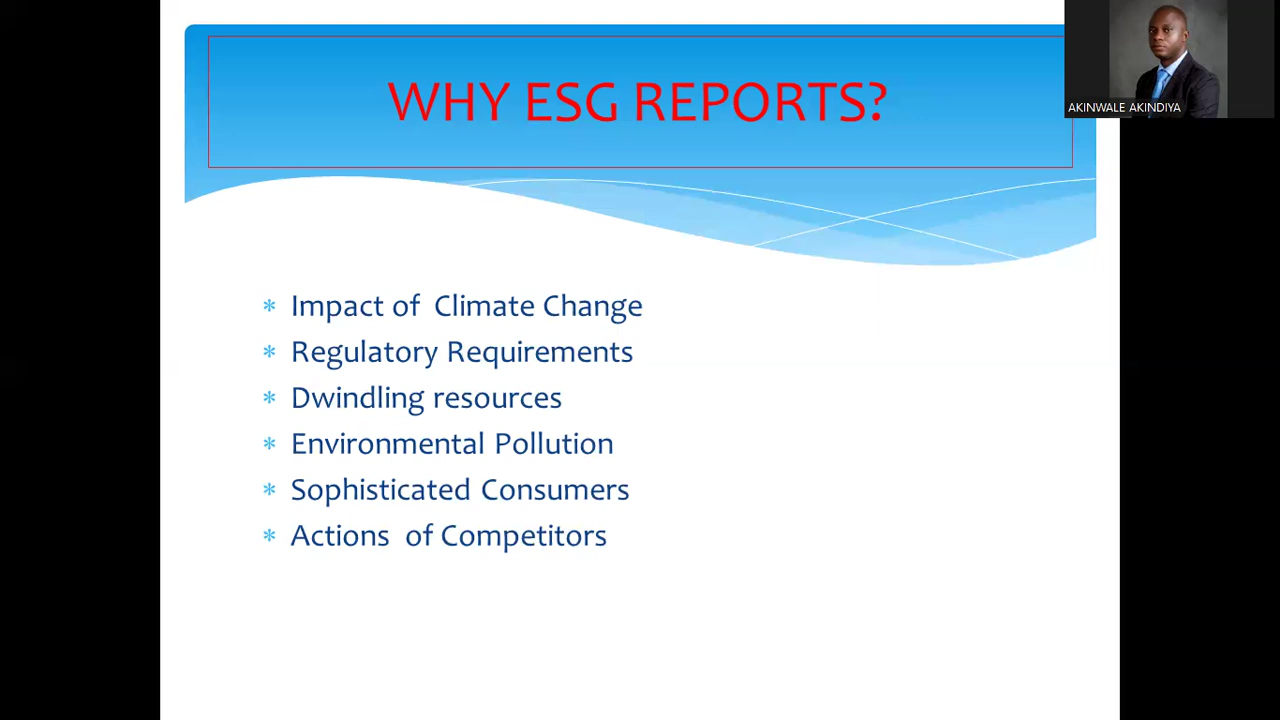 WHY ESG REPORTS?
AKINWALE AKINDIYA
* Impact of  Climate Change
* Regulatory Requirements
* Dwindling resources
* Environmental Pollution
* Sophisticated Consumers
* Actions  of Competitors